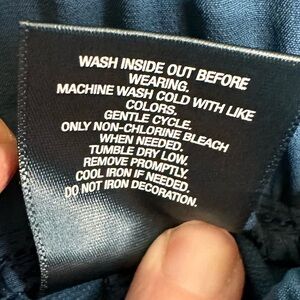 WASH INSIDE OUT BEFORE
WEARING.
MACHINE WASH COLD WITH LIKE
COLORS.
GENTLE CYCLE.
ONLY NON-CHLORINE BLEACH
WHEN NEEDED.
TUMBLE DRY LOW.
REMOVE PROMPTLY.
COOL IRON IF NEEDED.
DO NOT IRON DECORATION.